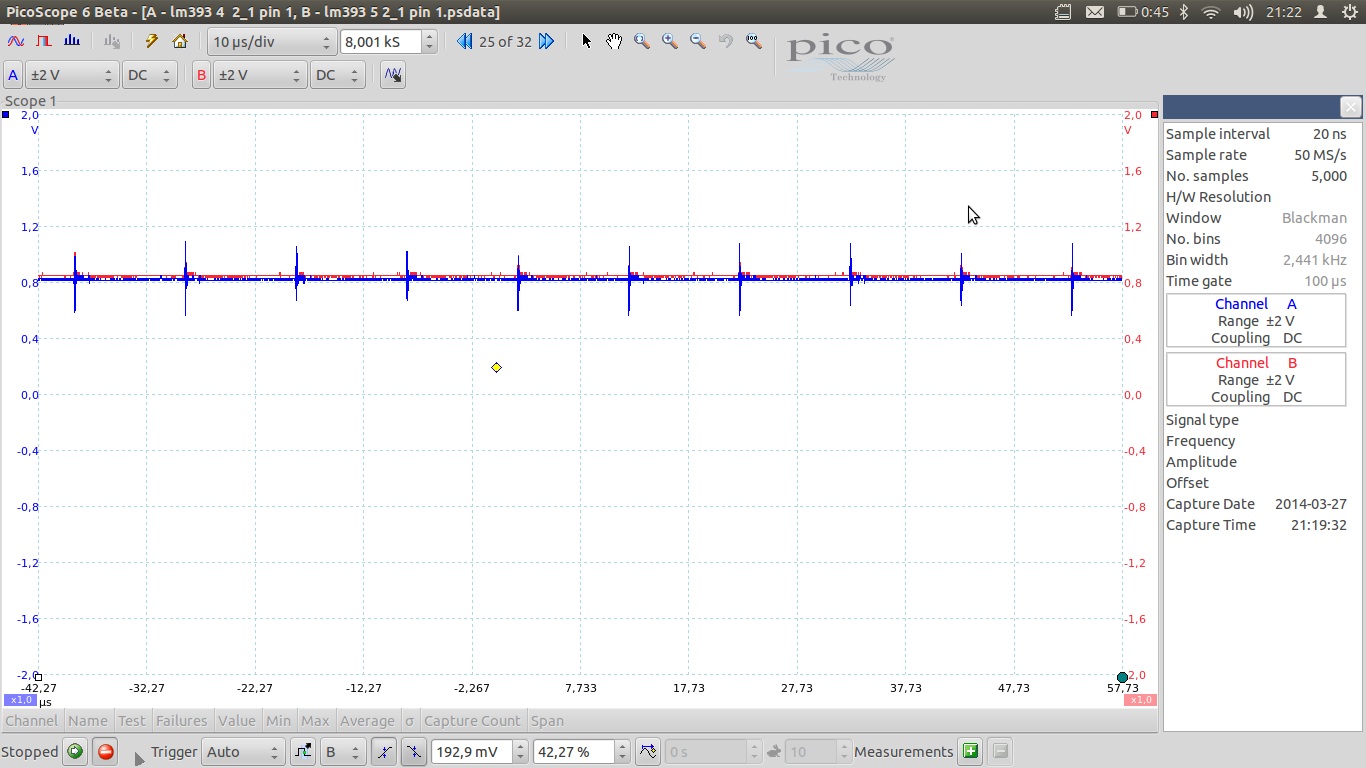 PicoScope 6 Beta - [A - lm393 4  2_1 pin 1, B - lm393 5 2_1 pin 1.psdata]
0:45
21:22
10 µs/div
8,001 kS
25 of 32
pico
Technology
A
±2 V
DC
B
±2 V
DC
Scope 1
2,0
V
1,6
1,2
0,8
0,4
0,0
-0,4
-0,8
-1,2
-1,6
-2,0
2,0
V
1,6
1,2
0,8
0,4
0,0
-0,4
-0,8
-1,2
-1,6
-2,0
-42,27
-32,27
-22,27
-12,27
-2,267
7,733
17,73
27,73
37,73
47,73
57,73
x1,0
µs
x1,0
Sample interval 20 ns
Sample rate 50 MS/s
No. samples 5,000
H/W Resolution
Window Blackman
No. bins 4096
Bin width 2,441 kHz
Time gate 100 µs
Channel A
Range ±2 V
Coupling DC
Channel B
Range ±2 V
Coupling DC
Signal type
Frequency
Amplitude
Offset
Capture Date 2014-03-27
Capture Time 21:19:32
Channel Name Test Failures Value Min Max Average σ Capture Count Span
Stopped
Trigger
Auto
B
192,9 mV
42,27 %
0 s
10
Measurements